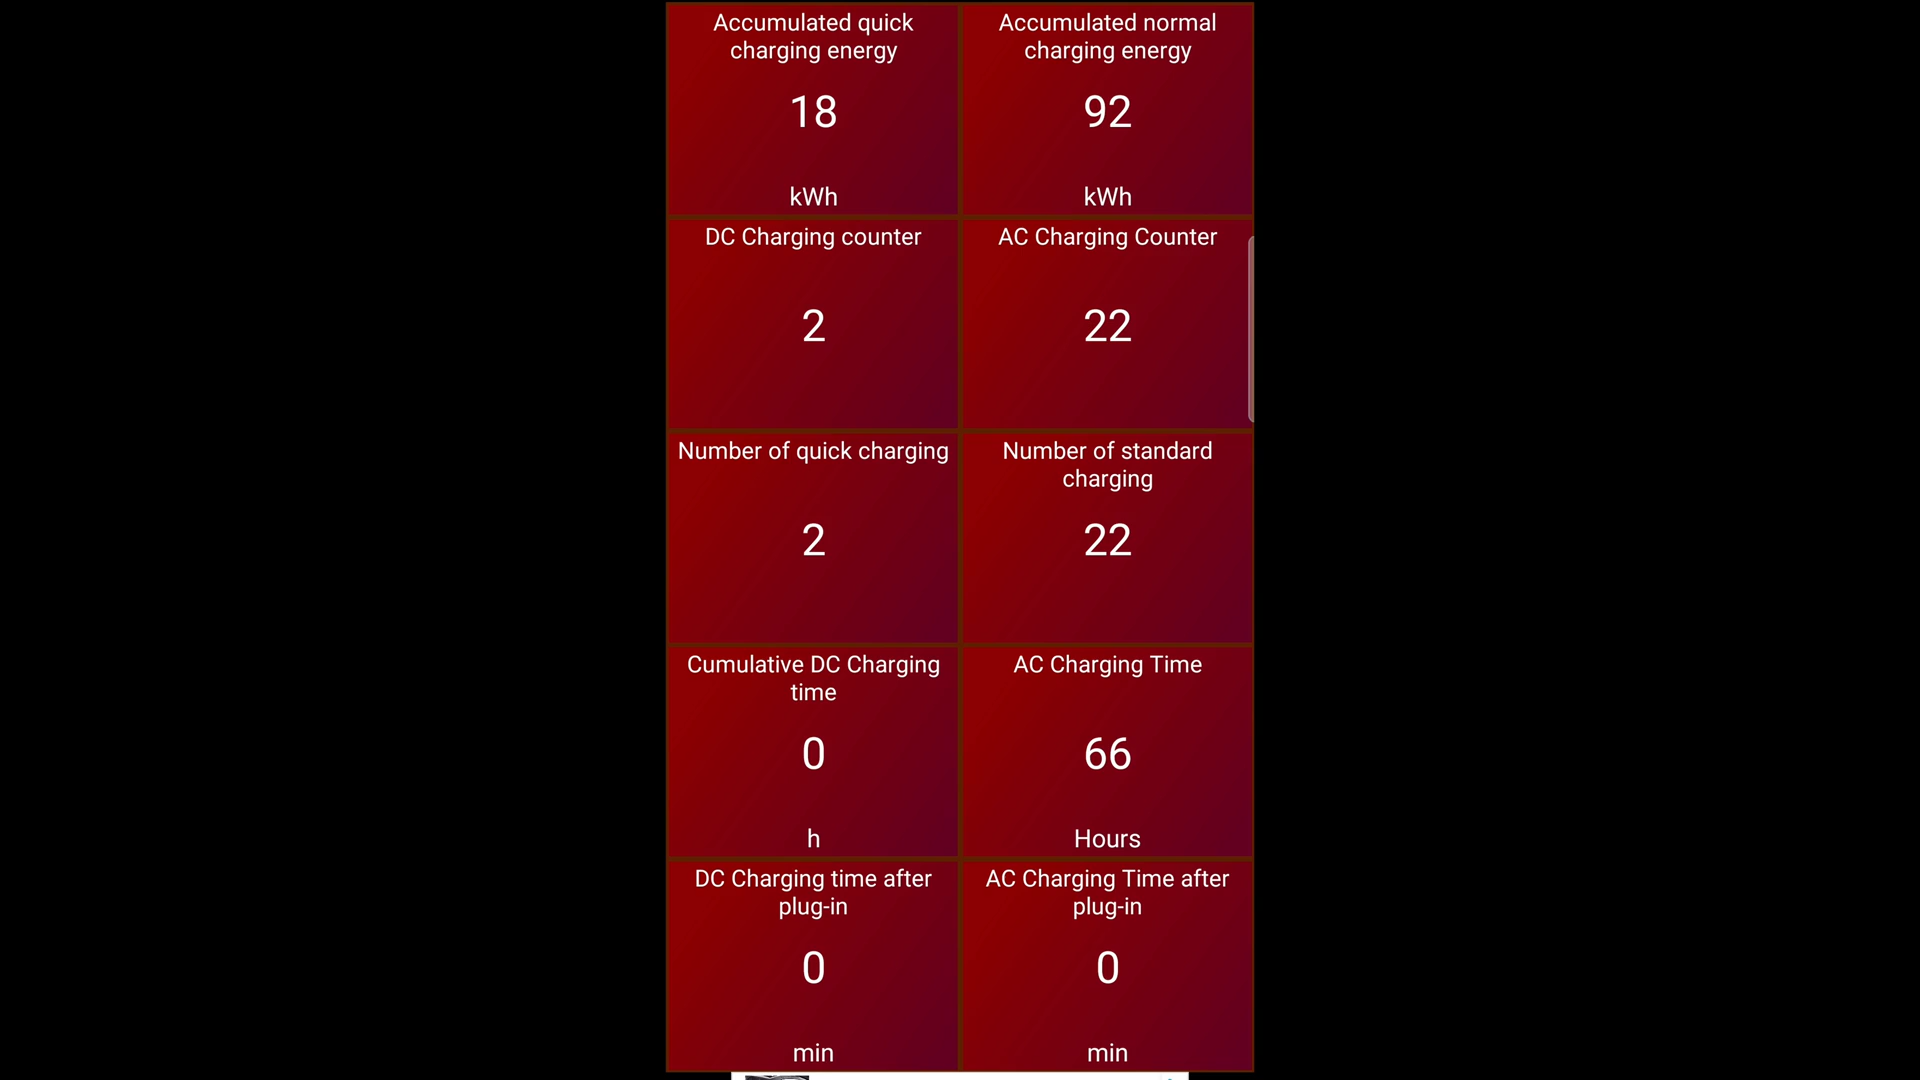 Accumulated quick
charging energy
18
kWh
Accumulated normal
charging energy
92
kWh
DC Charging counter
2
AC Charging Counter
22
Number of quick charging
2
Number of standard
charging
22
Cumulative DC Charging
time
0
h
AC Charging Time
66
Hours
DC Charging time after
plug-in
0
min
AC Charging Time after
plug-in
0
min